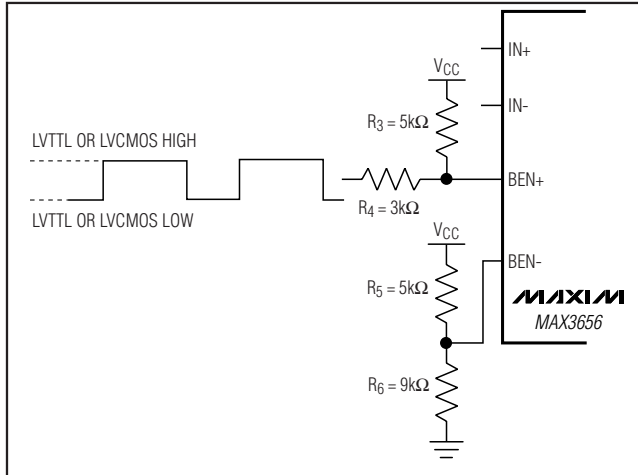 IN+
VCC
IN-
R3 = 5kΩ
LVTTL OR LVCMOS HIGH
BEN+
LVTTL OR LVCMOS LOW
R4 = 3kΩ
VCC
BEN-
R5 = 5kΩ
MAXIM
MAX3656
R6 = 9kΩ